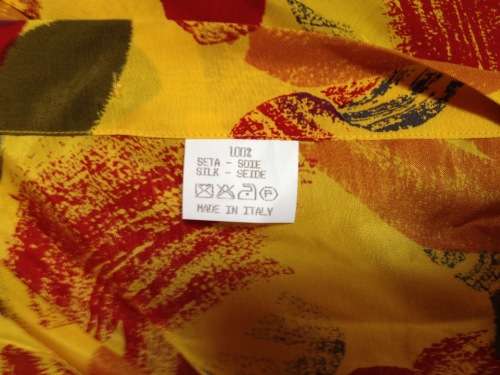 100%
SETA - SOIE
SILK - SEIDE
P
MADE IN ITALY